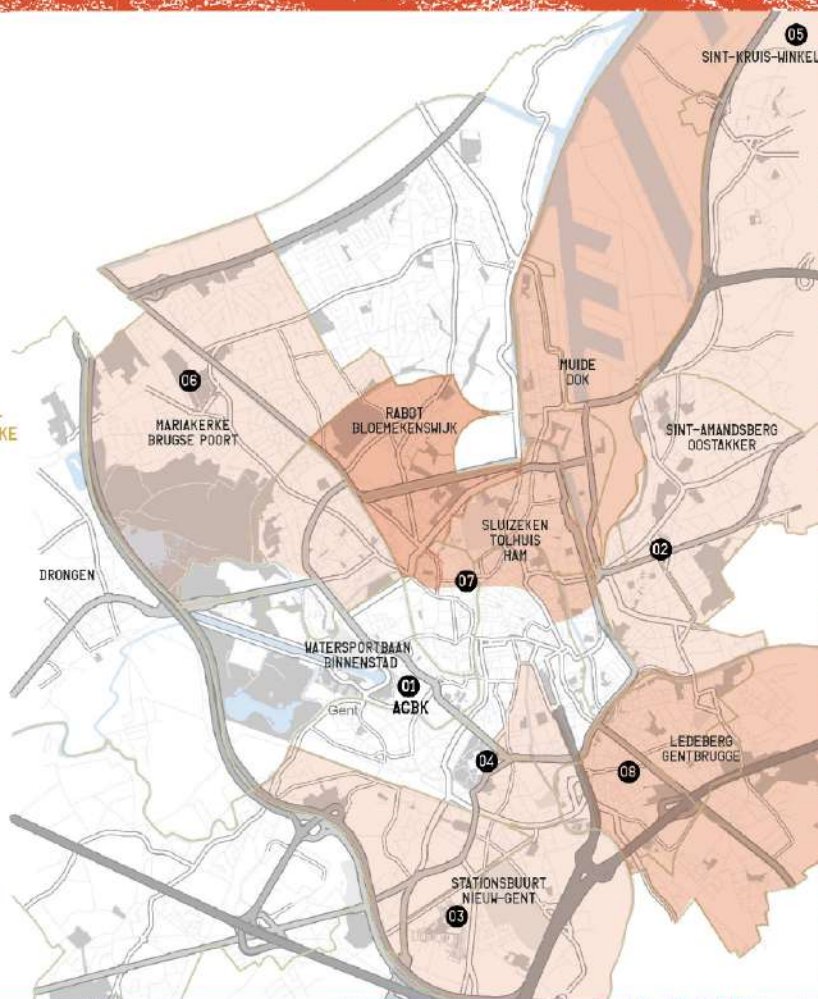 05
SINT-KRUIS-WINKEL
MUIDE
DOK
06
RABOT
BLOEMEKENSWIJK
MARIAKERKE
BRUGSE POORT
KE
SINT-AMANDSBERG
OOSTAKKER
SLUIZEKEN
TOLHUIS
HAM
02
DRONGEN
07
WATERSPORTBAAN
BINNENSTAD
01
ACBK
Gent
04
LEDEBERG
GENTBRUGGE
08
STATIONSBUURT
NIEUW-GENT
03